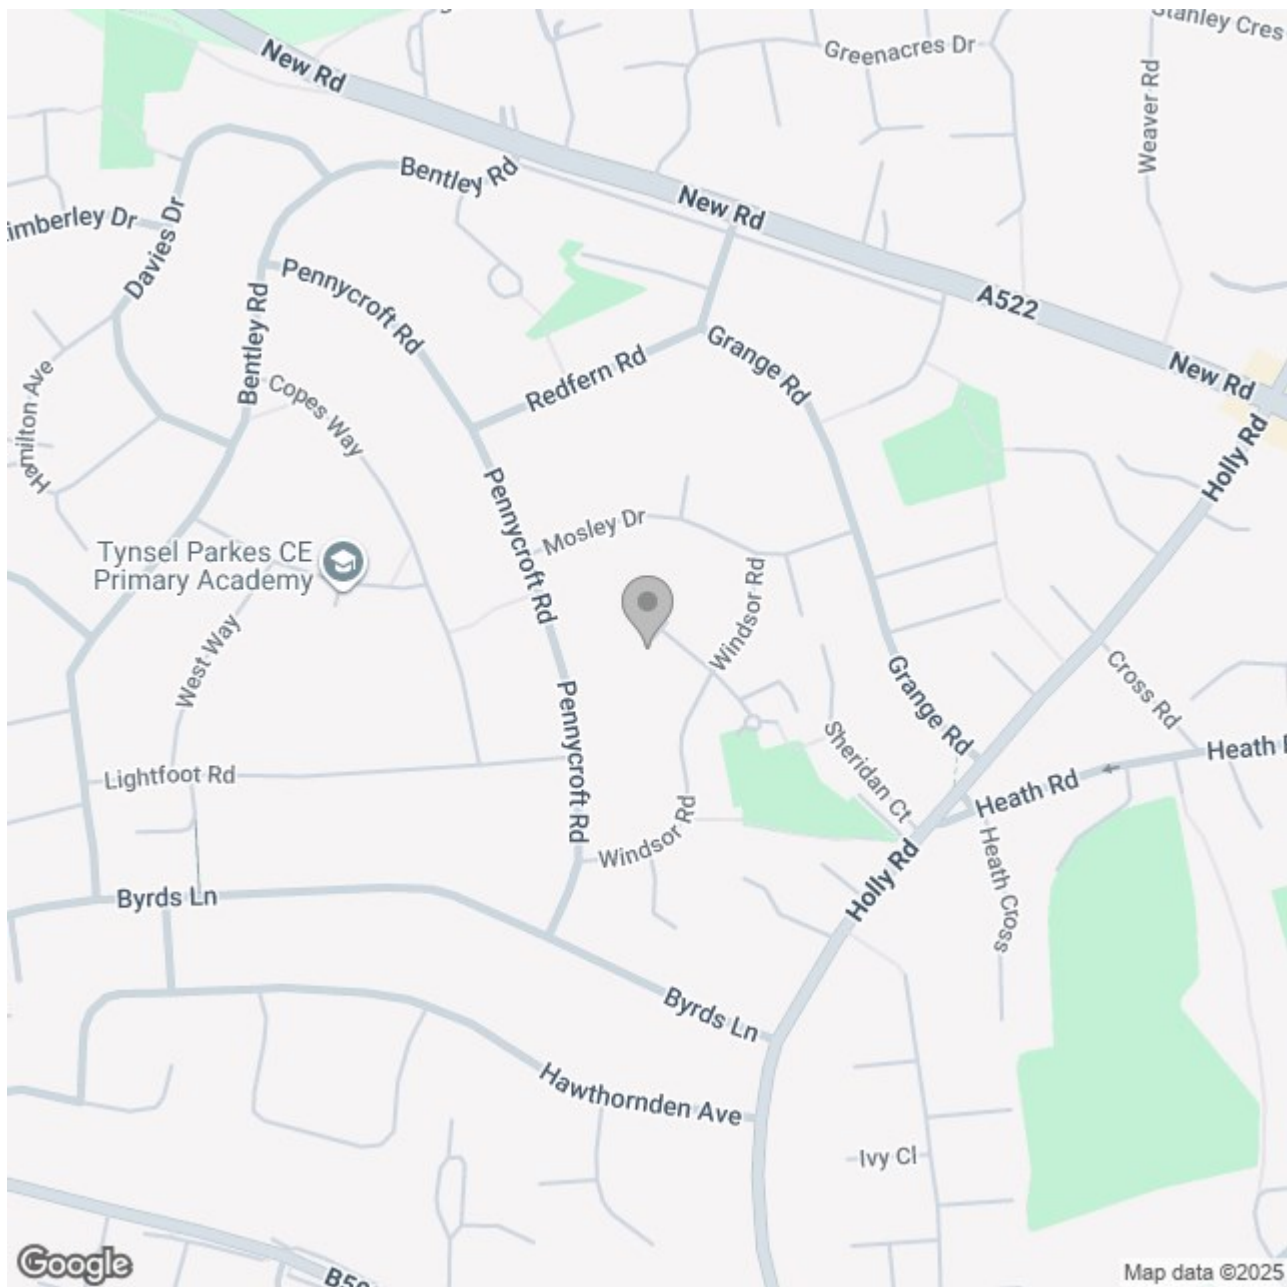 Stanley Cres
New Rd
Greenacres Dr
Weaver Rd
Bentley Rd
New Rd
Davies Dr
Pennycroft Rd
A522
Bentley Rd
New Rd
Redfern Rd
Grange Rd
Hamilton Ave
Copes Way
Holly Rd
Pennycroft Rd
Mosley Dr
Tynsel Parkes CE
Primary Academy
Windsor Rd
West Way
Cross Rd
Grange Rd
Pennycroft Rd
Sheridan Ct
Lightfoot Rd
Heath Rd
Heath
Windsor Rd
Heath Cross
Holly Rd
Byrds Ln
Byrds Ln
Hawthornden Ave
Ivy Cl
Google
Map data ©2025